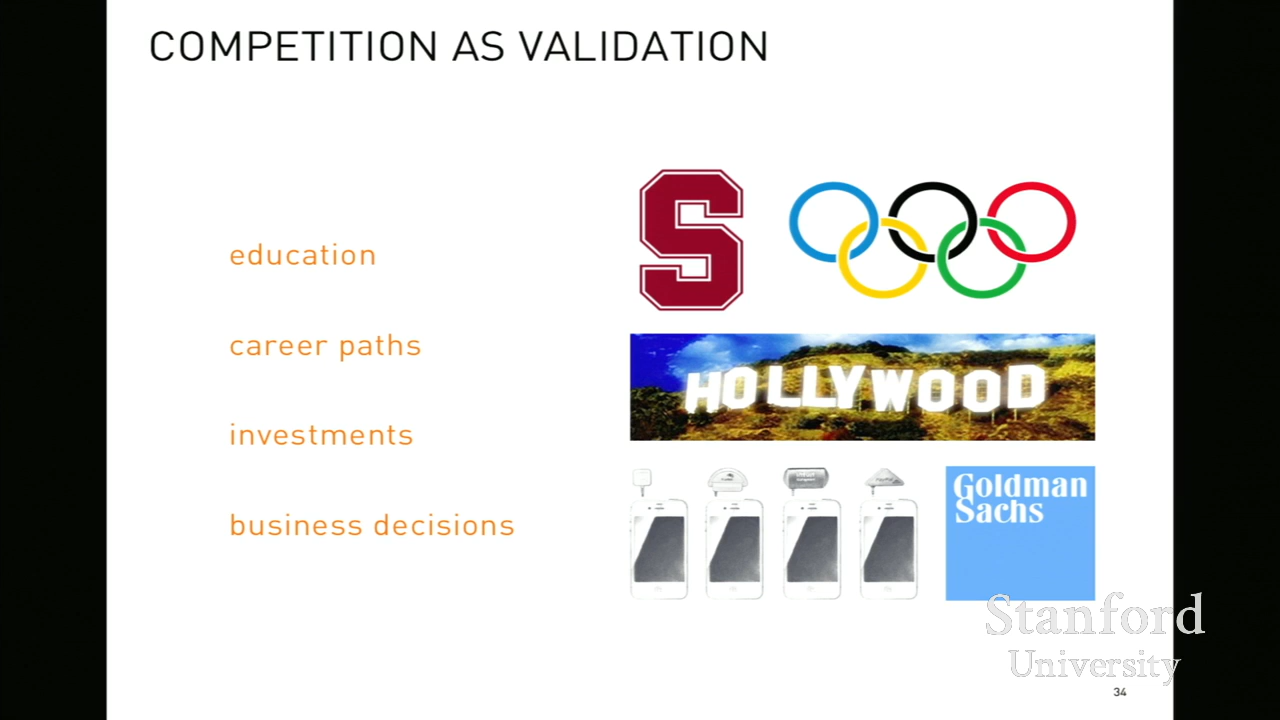 COMPETITION AS VALIDATION
S
education
career paths
HOLLYWOOD
investments
Goldman
Sachs
business decisions
Stanford
University
34